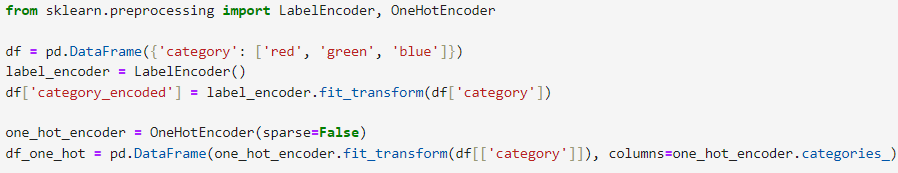 from sklearn.preprocessing import LabelEncoder, OneHotEncoder
df = pd.DataFrame({'category': ['red', 'green', 'blue']})
label_encoder = LabelEncoder()
df['category_encoded'] = label_encoder.fit_transform(df['category'])
one_hot_encoder = OneHotEncoder(sparse=False)
df_one_hot = pd.DataFrame(one_hot_encoder.fit_transform(df[['category']]), columns=one_hot_encoder.categories_)